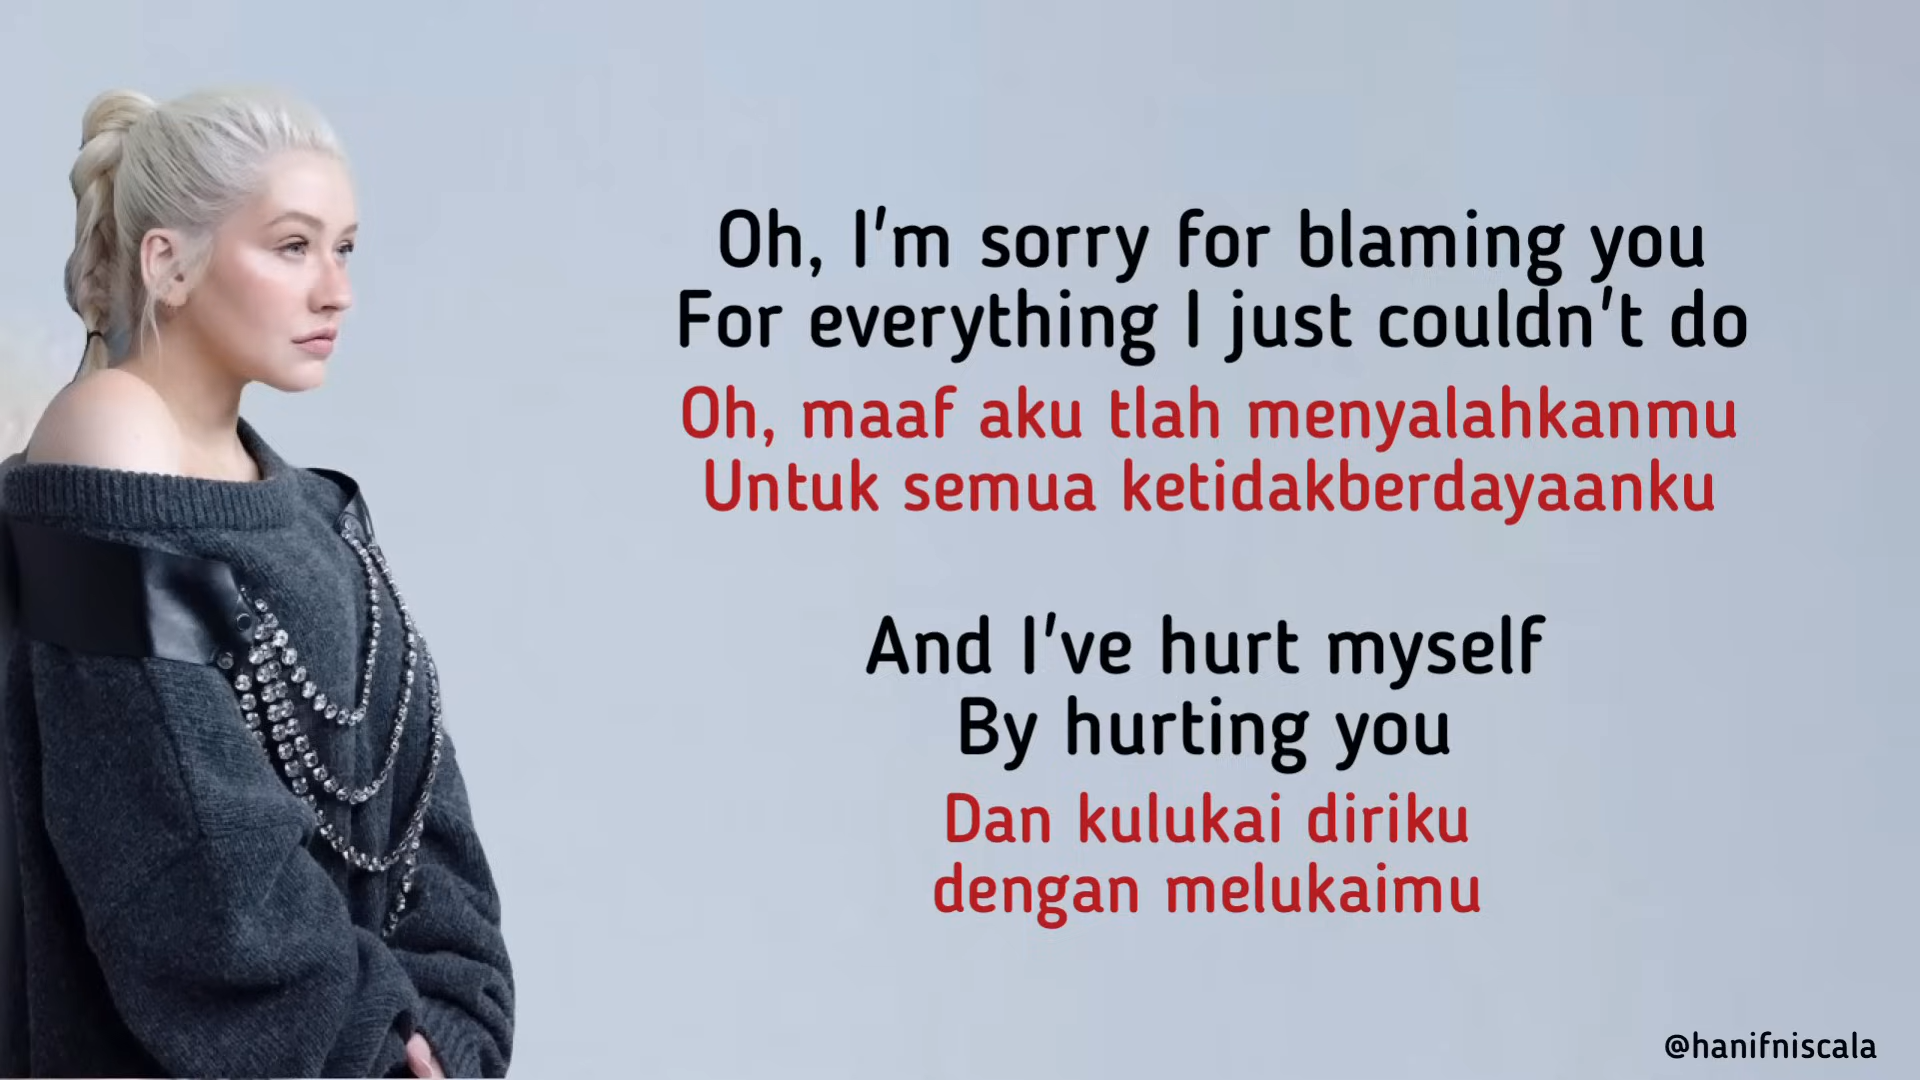 Oh, I'm sorry for blaming you
For everything I just couldn't do
Oh, maaf aku tlah menyalahkanmu
Untuk semua ketidakberdayaanku
And I've hurt myself
By hurting you
Dan kulukai diriku
dengan melukaimu
@hanifniscala